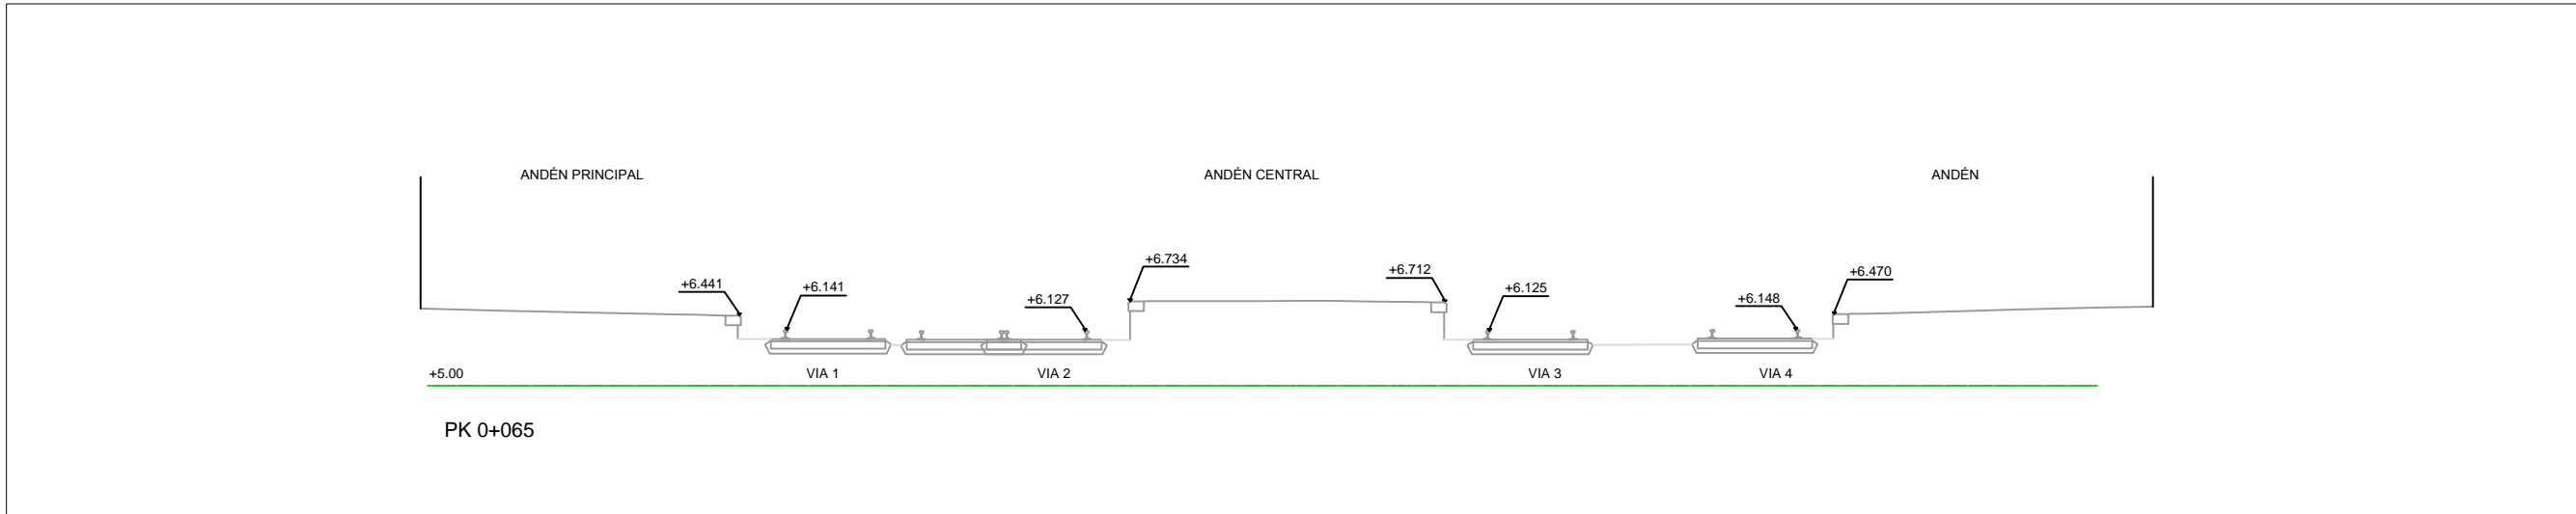 ANDÉN PRINCIPAL
ANDÉN CENTRAL
ANDÉN
+6.441
+6.141
+6.127
+6.734
+6.712
+6.125
+6.148
+6.470
+5.00
VIA 1
VIA 2
VIA 3
VIA 4
PK 0+065